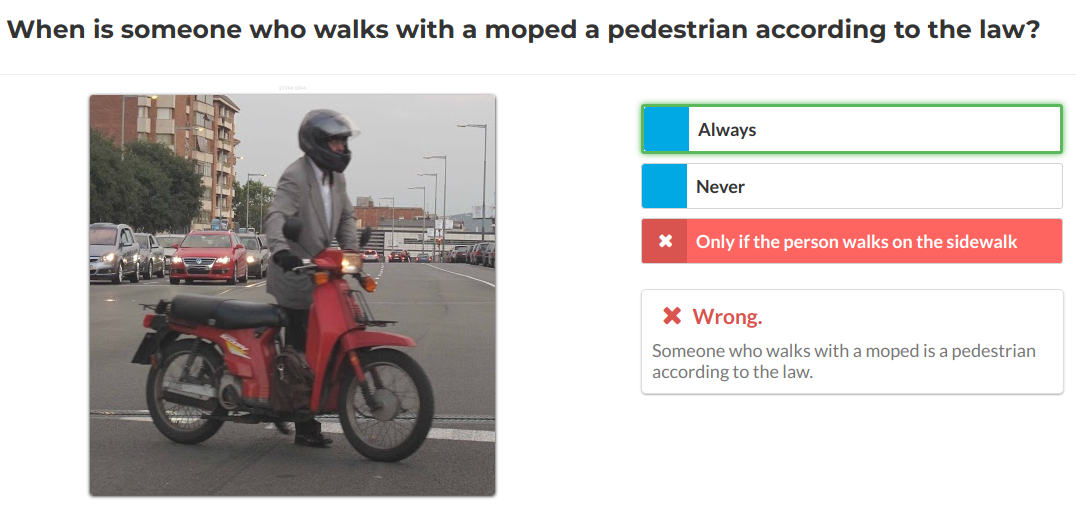 When is someone who walks with a moped a pedestrian according to the law?
Always
Never
Only if the person walks on the sidewalk
Wrong.
Someone who walks with a moped is a pedestrian
according to the law.